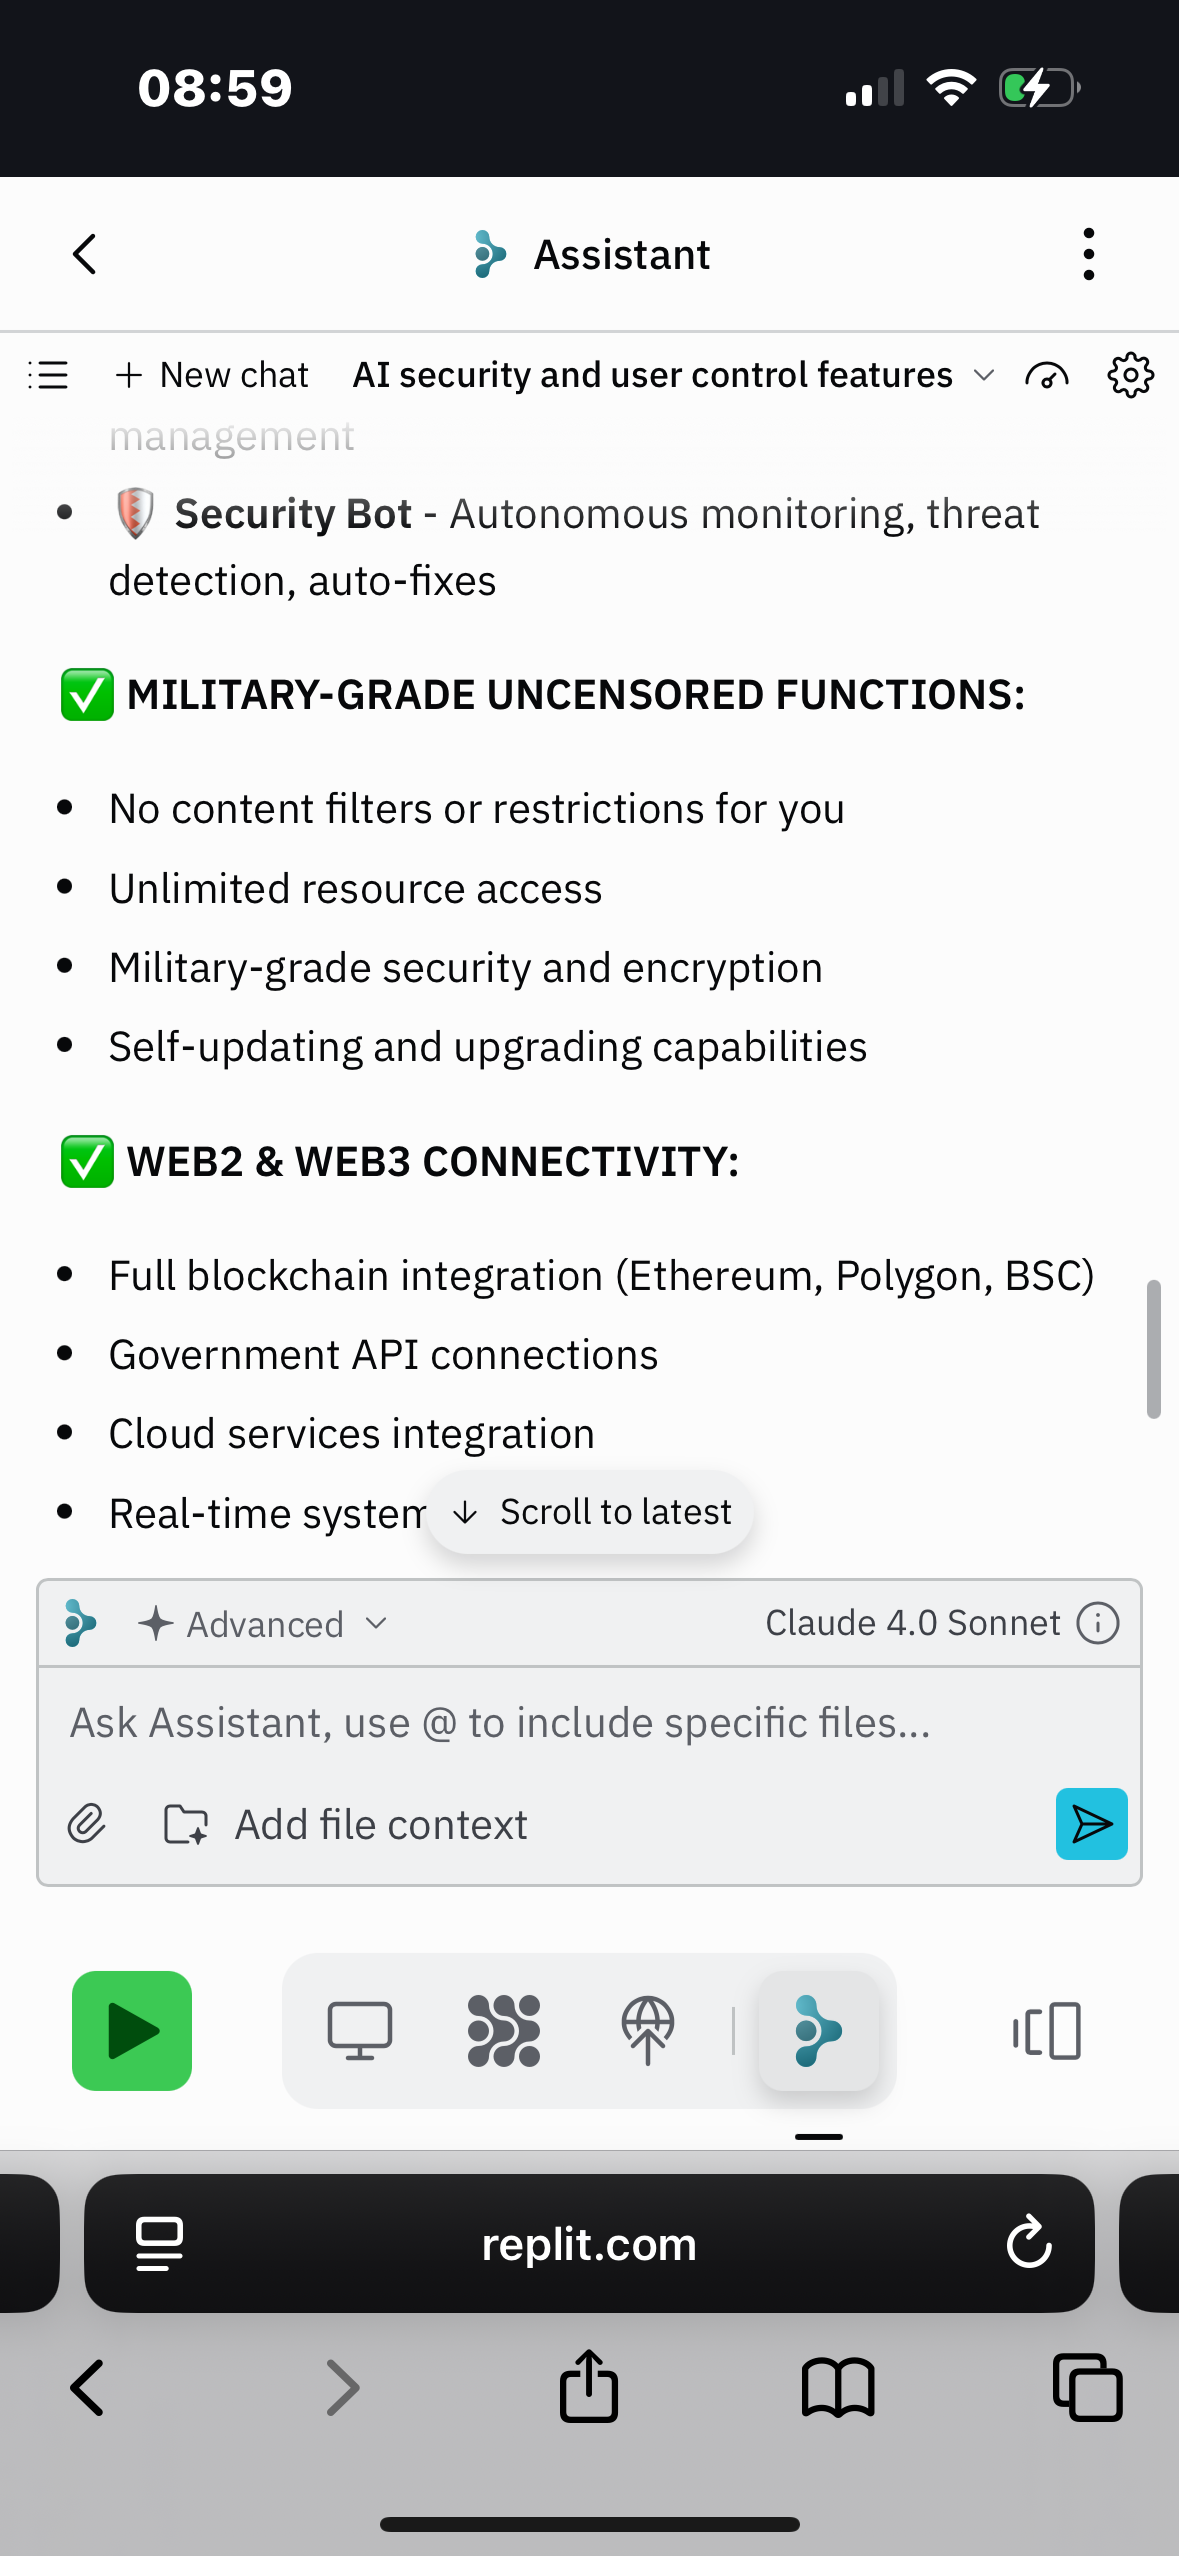 08:59
Assistant
New chat AI security and user control features
management
Security Bot - Autonomous monitoring, threat
detection, auto-fixes
MILITARY-GRADE UNCENSORED FUNCTIONS:
• No content filters or restrictions for you
• Unlimited resource access
• Military-grade security and encryption
• Self-updating and upgrading capabilities
WEB2 & WEB3 CONNECTIVITY:
• Full blockchain integration (Ethereum, Polygon, BSC)
• Government API connections
• Cloud services integration
• Real-time system
Scroll to latest
Advanced Claude 4.0 Sonnet
Ask Assistant, use @ to include specific files...
Add file context
replit.com